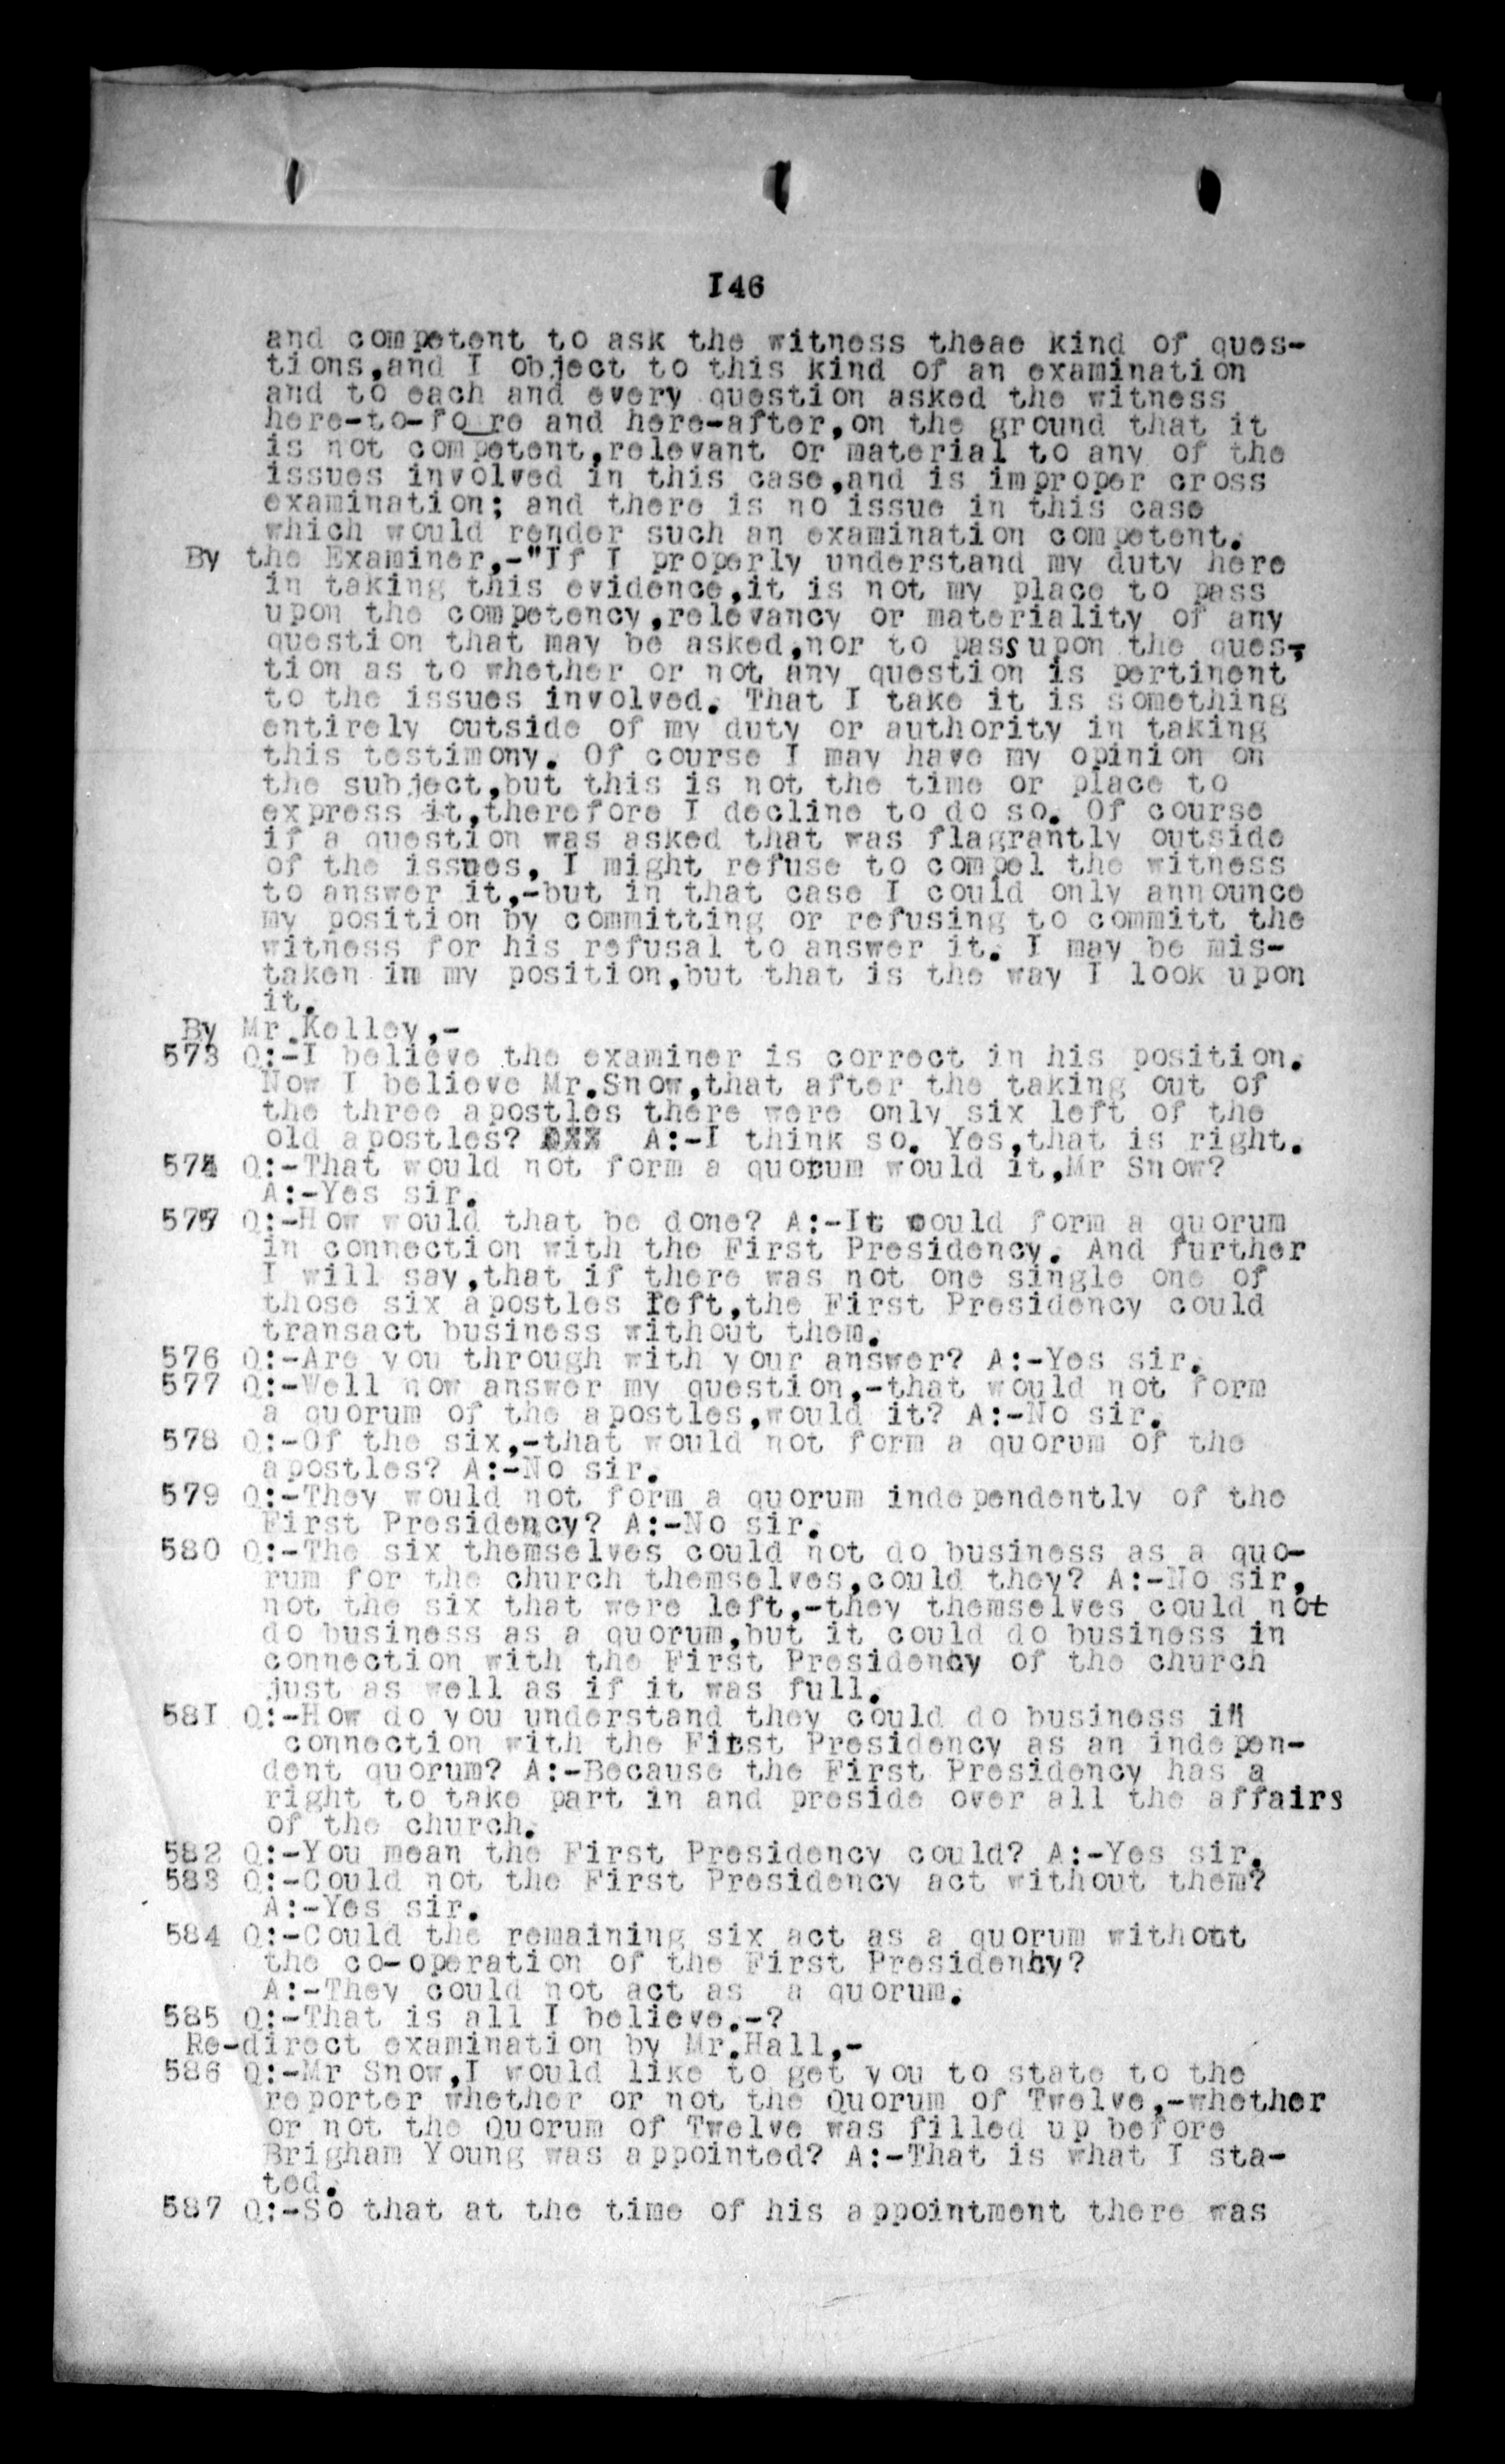 I46
and competent to ask the witness theae kind of ques-
tions,and I object to this kind of an examination
and to each and every question asked the witness
here-to-fo_re and here-after,on the ground that it
is not competent,relevant or material to any of the
issues involved in this case,and is improper cross
examination; and there is no issue in this case
which would render such an examination competent.
By the Examiner,-"If I properly understand my duty here
in taking this evidence,it is not my place to pass
upon the competency,relevancy or materiality of any
question that may be asked,nor to pass upon the ques-
tion as to whether or not any question is pertinent
to the issues involved. That I take it is something
entirely outside of my duty or authority in taking
this testimony. Of course I may have my opinion on
the subject,but this is not the time or place to
express it,therefore I decline to do so. Of course
if a question was asked that was flagrantly outside
of the issues, I might refuse to compel the witness
to answer it,-but in that case I could only announce
my position by committing or refusing to committ the
witness for his refusal to answer it. I may be mis-
taken in my position,but that is the way I look upon
it.
By Mr.Kelley,-
573 Q:-I believe the examiner is correct in his position.
Now I believe Mr.Snow,that after the taking out of
the three apostles there were only six left of the
old apostles? A:-I think so. Yes,that is right.
574 Q:-That would not form a quorum would it,Mr Snow?
A:-Yes sir.
575 Q:-How would that be done? A:-It would form a quorum
in connection with the First Presidency. And further
I will say,that if there was not one single one of
those six apostles left,the First Presidency could
transact business without them.
576 Q:-Are you through with your answer? A:-Yes sir.
577 Q:-Well now answer my question,-that would not form
a quorum of the apostles,would it? A:-No sir.
578 Q:-Of the six,-that would not form a quorum of the
apostles? A:-No sir.
579 Q:-They would not form a quorum independently of the
First Presidency? A:-No sir.
580 Q:-The six themselves could not do business as a quo-
rum for the church themselves,could they? A:-No sir,
not the six that were left,-they themselves could not
do business as a quorum,but it could do business in
connection with the First Presidency of the church
just as well as if it was full.
58I Q:-How do you understand they could do business in
connection with the First Presidency as an indepen-
dent quorum? A:-Because the First Presidency has a
right to take part in and preside over all the affairs
of the church.
582 Q:-You mean the First Presidency could? A:-Yes sir.
583 Q:-Could not the First Presidency act without them?
A:-Yes sir.
584 Q:-Could the remaining six act as a quorum without
the co-operation of the First Presidency?
A:-They could not act as a quorum.
585 Q:-That is all I believe.-?
Re-direct examination by Mr.Hall,-
586 Q:-Mr Snow,I would like to get you to state to the
reporter whether or not the Quorum of Twelve,-whether
or not the Quorum of Twelve was filled up before
Brigham Young was appointed? A:-That is what I sta-
ted.
587 Q:-So that at the time of his appointment there was